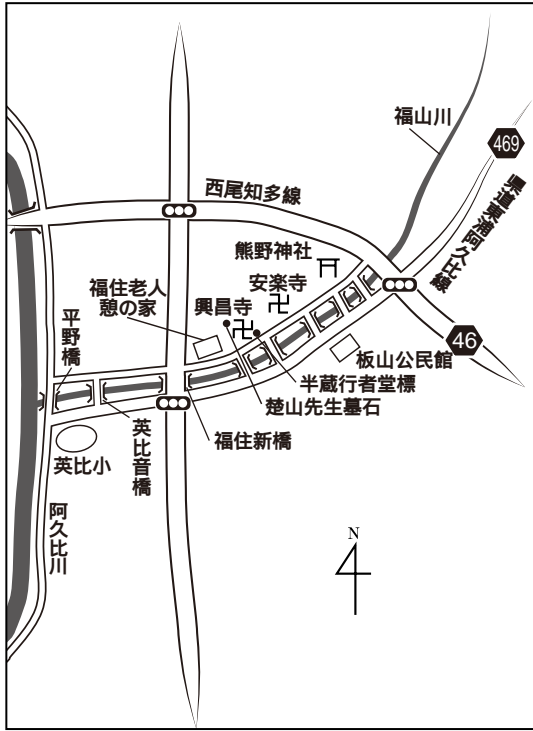 福山川
469
県道東浦阿久比線
西尾知多線
熊野神社
安楽寺
福住老人
憩の家
興昌寺
平野橋
46
板山公民館
半蔵行者堂標
楚山先生墓石
福住新橋
英比音橋
英比小
阿久比川
N